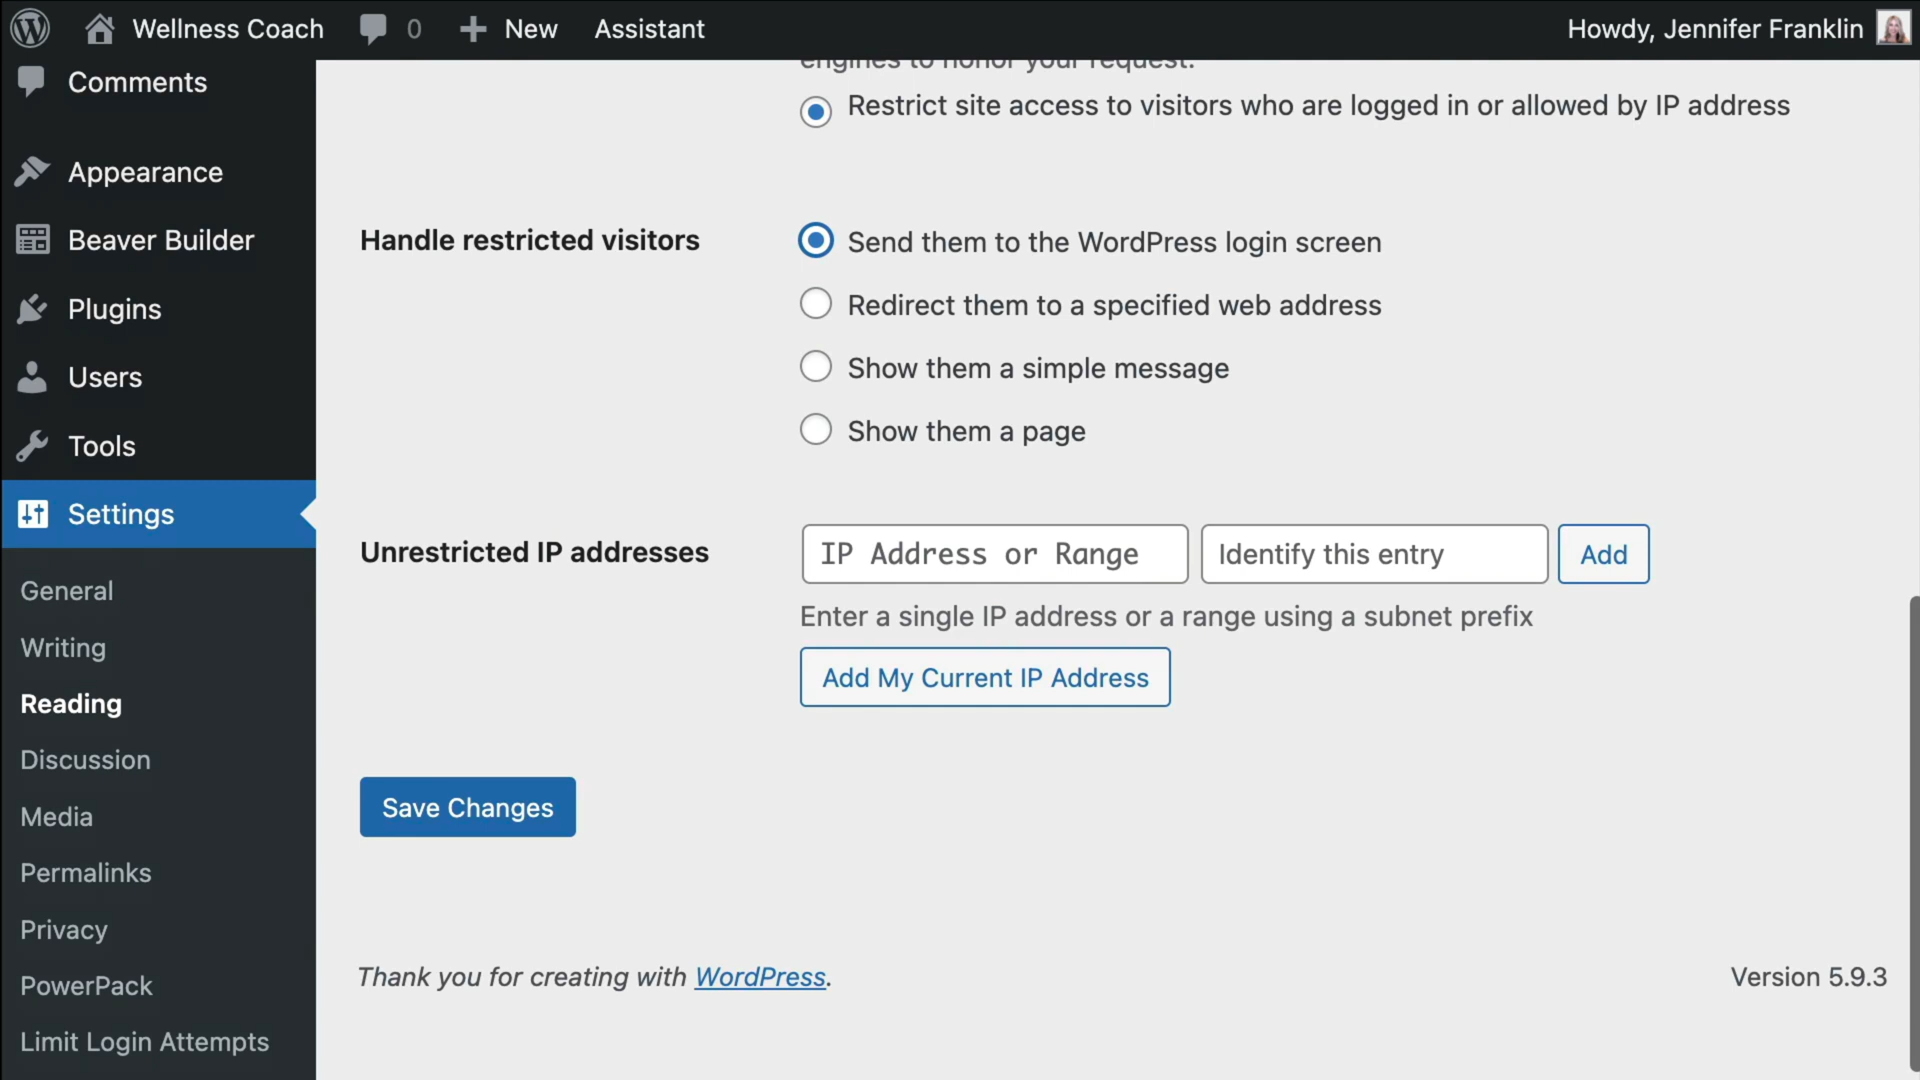 Wellness Coach 0 New Assistant Howdy, Jennifer Franklin
Comments
Appearance
Beaver Builder
Plugins
Users
Tools
Settings
General
Writing
Reading
Discussion
Media
Permalinks
Privacy
PowerPack
Limit Login Attempts
engines to honor your request.
Restrict site access to visitors who are logged in or allowed by IP address
Handle restricted visitors
Send them to the WordPress login screen
Redirect them to a specified web address
Show them a simple message
Show them a page
Unrestricted IP addresses
IP Address or Range Identify this entry Add
Enter a single IP address or a range using a subnet prefix
Add My Current IP Address
Save Changes
Thank you for creating with WordPress. Version 5.9.3